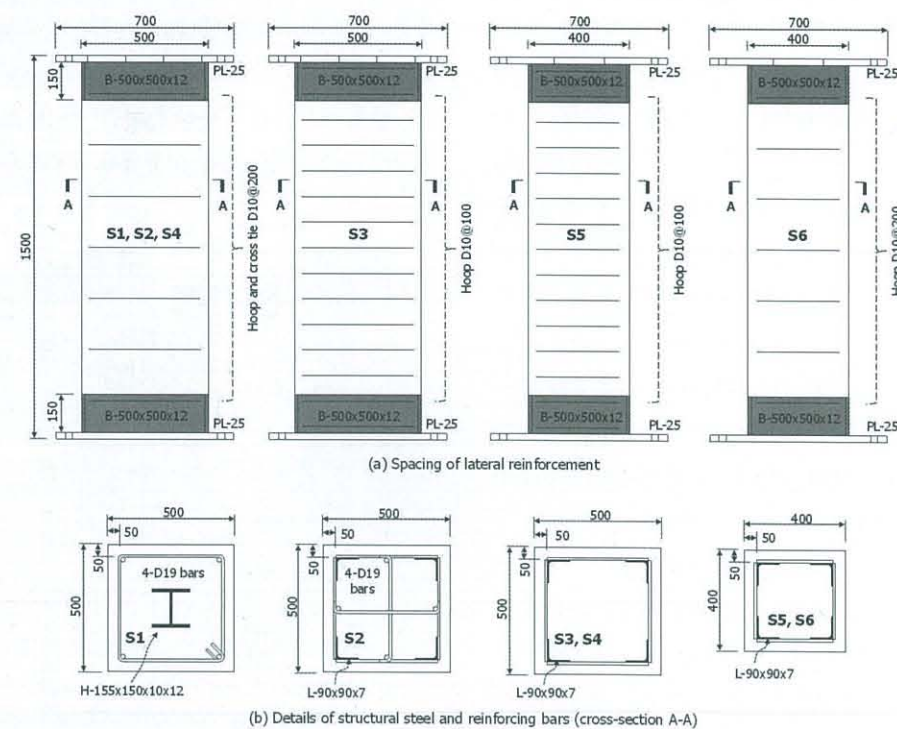 700
500
B-500x500x12
PL-25
150
1500
A
A
S1, S2, S4
Hoop and cross tie D10@200
150
B-500x500x12
PL-25
700
500
B-500x500x12
PL-25
A
A
S3
Hoop D10@100
B-500x500x12
PL-25
700
400
B-500x500x12
PL-25
A
A
S5
Hoop D10@100
B-500x500x12
PL-25
700
400
B-500x500x12
PL-25
A
A
S6
Hoop D10@200
B-500x500x12
PL-25
(a) Spacing of lateral reinforcement
500
50
50
500
4-D19 bars
S1
H-155x150x10x12
500
50
50
500
4-D19
bars
S2
L-90x90x7
500
50
50
500
S3, S4
L-90x90x7
400
50
50
400
S5, S6
L-90x90x7
(b) Details of structural steel and reinforcing bars (cross-section A-A)